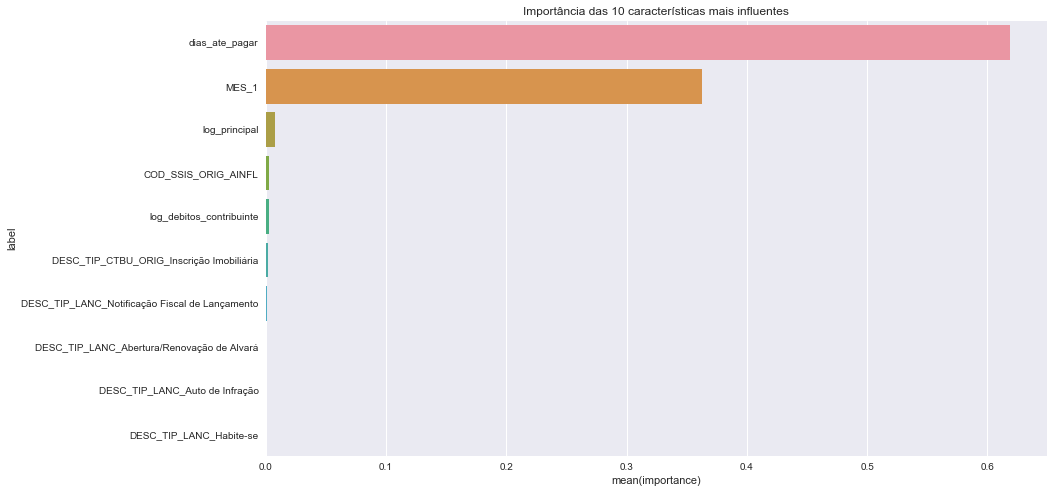 Importância das 10 características mais influentes
dias_ate_pagar
MES_1
log_principal
COD_SSIS_ORIG_AINFL
log_debitos_contribuinte
DESC_TIP_CTBU_ORIG_Inscrição Imobiliária
DESC_TIP_LANC_Notificação Fiscal de Lançamento
DESC_TIP_LANC_Abertura/Renovação de Alvará
DESC_TIP_LANC_Auto de Infração
DESC_TIP_LANC_Habite-se
label
0.0 0.1 0.2 0.3 0.4 0.5 0.6
mean(importance)